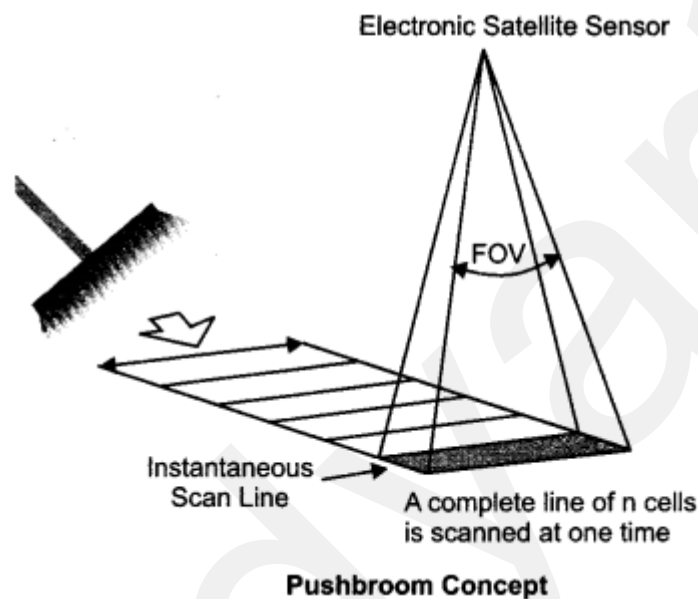 Electronic Satellite Sensor
FOV
Instantaneous
Scan Line
A complete line of n cells
is scanned at one time
Pushbroom Concept